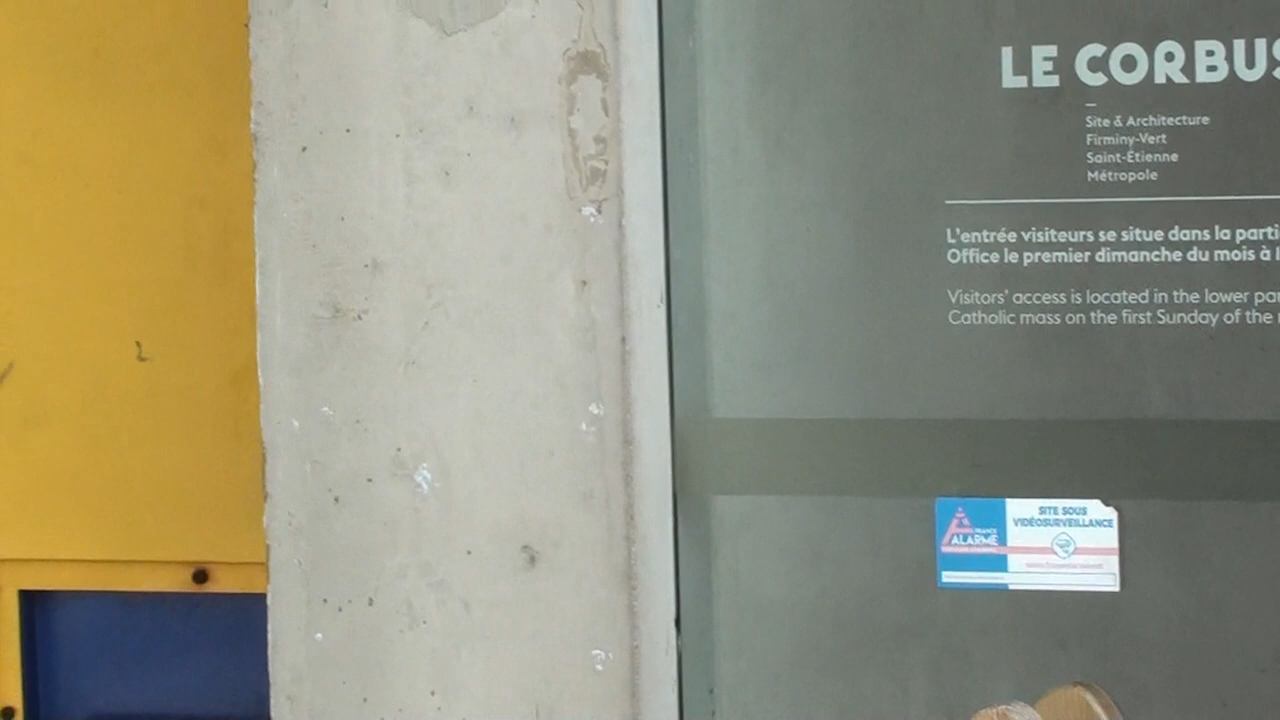 LE CORBUS
Site & Architecture
Firminy-Vert
Saint-Étienne
Métropole
L'entrée visiteurs se situe dans la parti
Office le premier dimanche du mois à l
Visitors' access is located in the lower par
Catholic mass on the first Sunday of the
FRANCE
ALARME
SITE SOUS
VIDÉOSURVEILLANCE